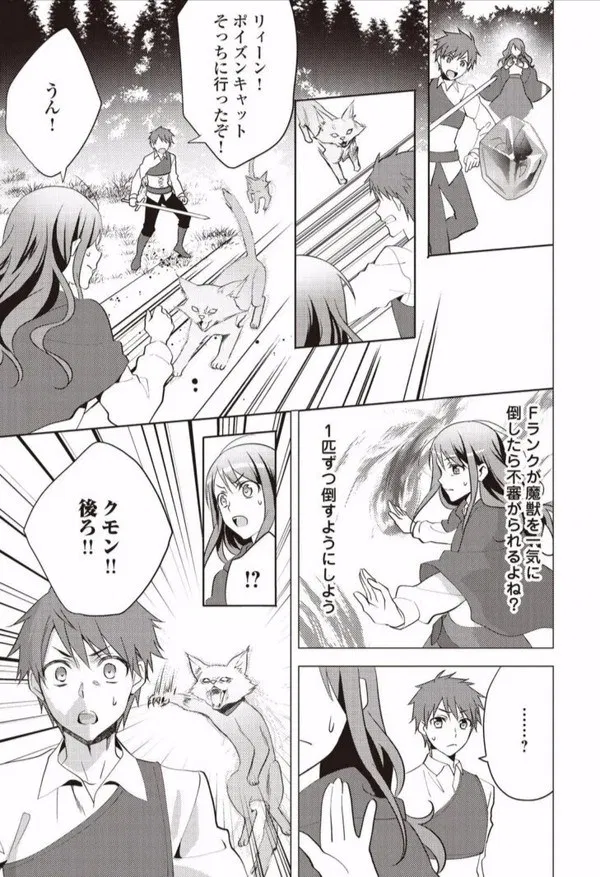 リィーン！
ポイズンキャット
そっちに行ったぞ！
うん！
Fランクが魔獣を一気に
倒したら不審がられるよね？
1匹ずつ倒すようにしよう
……？
!?
クモン!!
後ろ!!